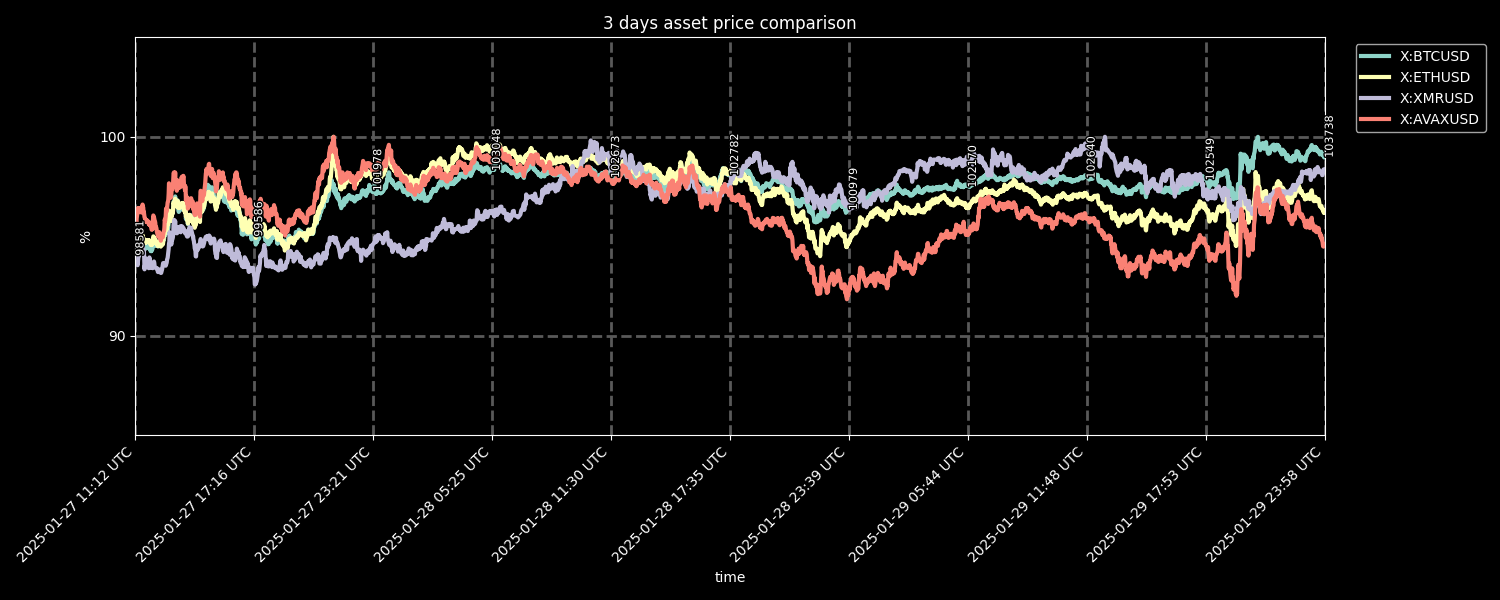 3 days asset price comparison
X:BTCUSD
X:ETHUSD
X:XMRUSD
X:AVAXUSD
%
100
90
98581
99586
101978
103048
102673
102782
100979
102170
102640
102549
103738
2025-01-27 11:12 UTC
2025-01-27 17:16 UTC
2025-01-27 23:21 UTC
2025-01-28 05:25 UTC
2025-01-28 11:30 UTC
2025-01-28 17:35 UTC
2025-01-28 23:39 UTC
2025-01-29 05:44 UTC
2025-01-29 11:48 UTC
2025-01-29 17:53 UTC
2025-01-29 23:58 UTC
time